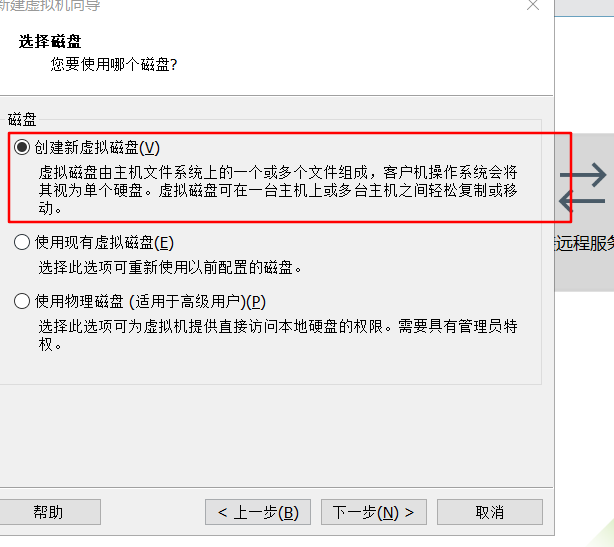 新建虚拟机向导
选择磁盘
您要使用哪个磁盘?
磁盘
创建新虚拟磁盘(V)
虚拟磁盘由主机文件系统上的一个或多个文件组成，客户机操作系统会将
其视为单个硬盘。虚拟磁盘可在一台主机上或多台主机之间轻松复制或移
动。
使用现有虚拟磁盘(E)
选择此选项可重新使用以前配置的磁盘。
使用物理磁盘 (适用于高级用户)(P)
选择此选项可为虚拟机提供直接访问本地硬盘的权限。需要具有管理员特
权。
远程服务
帮助
< 上一步(B)
下一步(N) >
取消